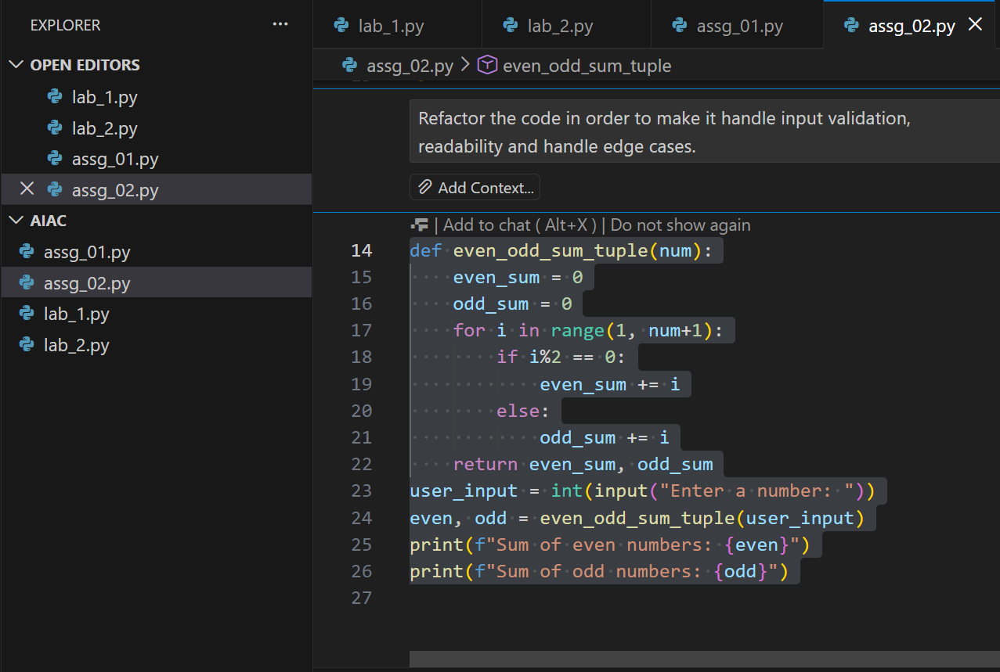 EXPLORER ···
OPEN EDITORS
lab_1.py
lab_2.py
assg_01.py
assg_02.py
AIAC
assg_01.py
assg_02.py
lab_1.py
lab_2.py
lab_1.py lab_2.py assg_01.py assg_02.py
assg_02.py > even_odd_sum_tuple
Refactor the code in order to make it handle input validation,
readability and handle edge cases.
Add Context...
| Add to chat ( Alt+X ) | Do not show again
14 def even_odd_sum_tuple(num):
15     even_sum = 0
16     odd_sum = 0
17     for i in range(1, num+1):
18         if i%2 == 0:
19             even_sum += i
20         else:
21             odd_sum += i
22     return even_sum, odd_sum
23 user_input = int(input("Enter a number: "))
24 even, odd = even_odd_sum_tuple(user_input)
25 print(f"Sum of even numbers: {even}")
26 print(f"Sum of odd numbers: {odd}")
27